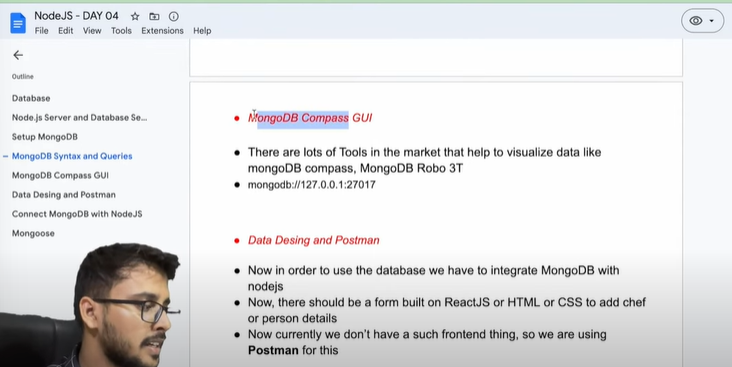 NodeJS - DAY 04
File Edit View Tools Extensions Help
Outline
Database
Node.js Server and Database Se...
Setup MongoDB
MongoDB Syntax and Queries
MongoDB Compass GUI
Data Desing and Postman
Connect MongoDB with NodeJS
Mongoose
● MongoDB Compass GUI
● There are lots of Tools in the market that help to visualize data like
mongoDB compass, MongoDB Robo 3T
● mongodb://127.0.0.1:27017
● Data Desing and Postman
● Now in order to use the database we have to integrate MongoDB with
nodejs
● Now, there should be a form built on ReactJS or HTML or CSS to add chef
or person details
● Now currently we don't have a such frontend thing, so we are using
Postman for this